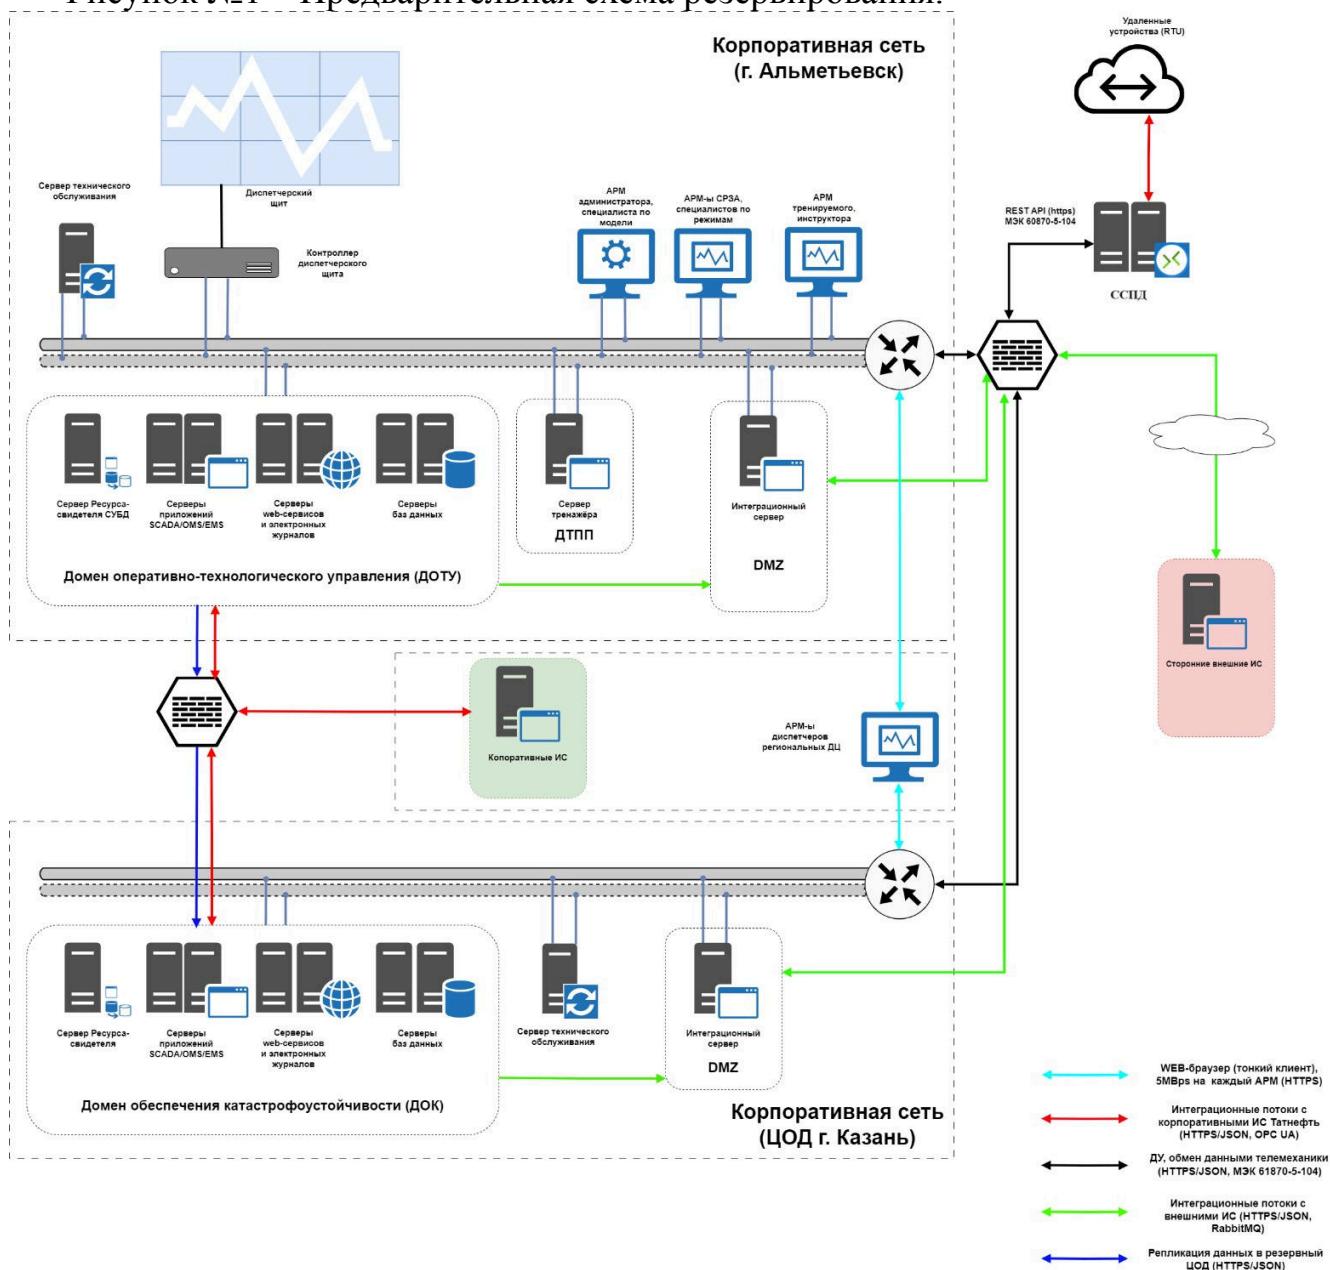 Рисунок №1 – Предварительная схема резервирования.
Корпоративная сеть
(г. Альметьевск)
Удаленные
устройства (RTU)
Сервер технического
обслуживания
Диспетчерский
щит
Контроллер
диспетчерского
щита
АРМ
администратора,
специалиста по
модели
АРМ-ы СРЗА,
специалистов по
режимам
АРМ
тренируемого,
инструктора
REST API (https)
МЭК 60870-5-104
ССПД
Сервер Ресурса-
свидетеля СУБД
Серверы
приложений
SCADA/OMS/EMS
Серверы
web-сервисов
и электронных
журналов
Серверы
баз данных
Домен оперативно-технологического управления (ДОТУ)
Сервер
тренажёра
ДТПП
Интеграционный
сервер
DMZ
Сторонние внешние ИС
Копоративные ИС
АРМ-ы
диспетчеров
региональных ДЦ
Сервер Ресурса-
свидетеля
Серверы
приложений
SCADA/OMS/EMS
Серверы
web-сервисов
и электронных
журналов
Серверы
баз данных
Домен обеспечения катастрофоустойчивости (ДОК)
Сервер технического
обслуживания
Интеграционный
сервер
DMZ
Корпоративная сеть
(ЦОД г. Казань)
WEB-браузер (тонкий клиент),
5MBps на каждый АРМ (HTTPS)
Интеграционные потоки с
корпоративными ИС Татнефть
(HTTPS/JSON, OPC UA)
ДУ, обмен данными телемеханики
(HTTPS/JSON, МЭК 61870-5-104)
Интеграционные потоки с
внешними ИС (HTTPS/JSON,
RabbitMQ)
Репликация данных в резервный
ЦОД (HTTPS/JSON)